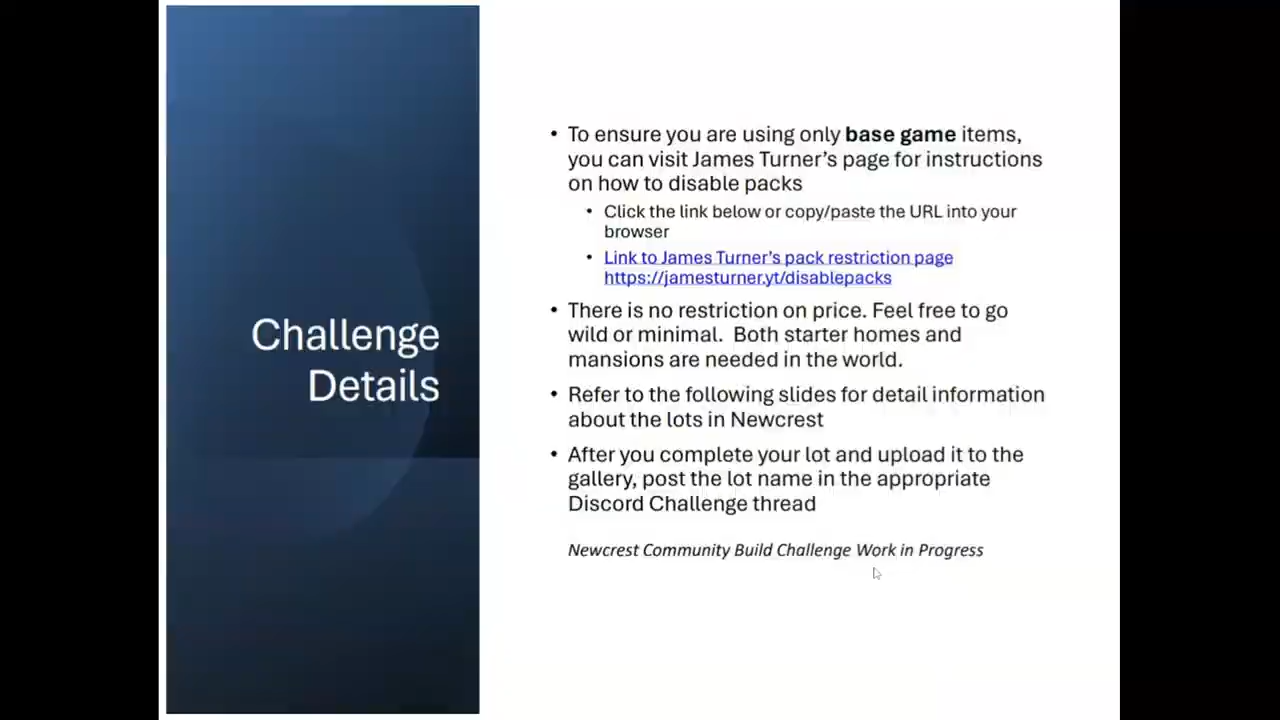 Challenge
Details
• To ensure you are using only base game items,
you can visit James Turner's page for instructions
on how to disable packs
• Click the link below or copy/paste the URL into your
browser
• Link to James Turner's pack restriction page
https://jamesturner.yt/disablepacks
• There is no restriction on price. Feel free to go
wild or minimal.  Both starter homes and
mansions are needed in the world.
• Refer to the following slides for detail information
about the lots in Newcrest
• After you complete your lot and upload it to the
gallery, post the lot name in the appropriate
Discord Challenge thread
Newcrest Community Build Challenge Work in Progress